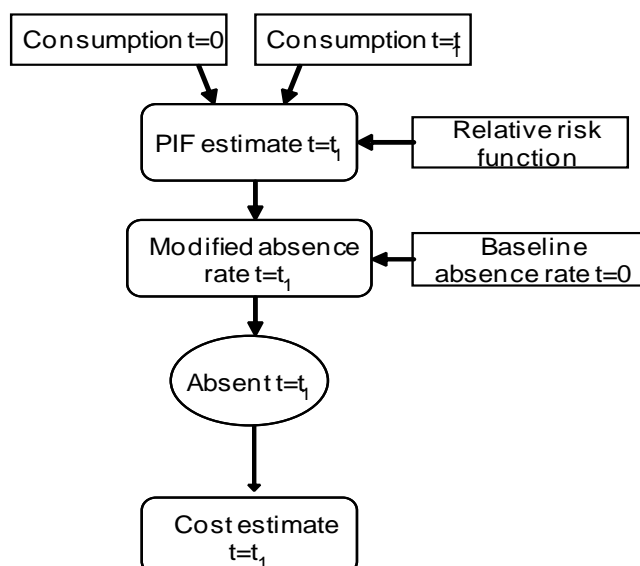 Consumption t=0
Consumption t=t₁
PIF estimate t=t₁
Relative risk
function
Modified absence
rate t=t₁
Baseline
absence rate t=0
Absent t=t₁
Cost estimate
t=t₁